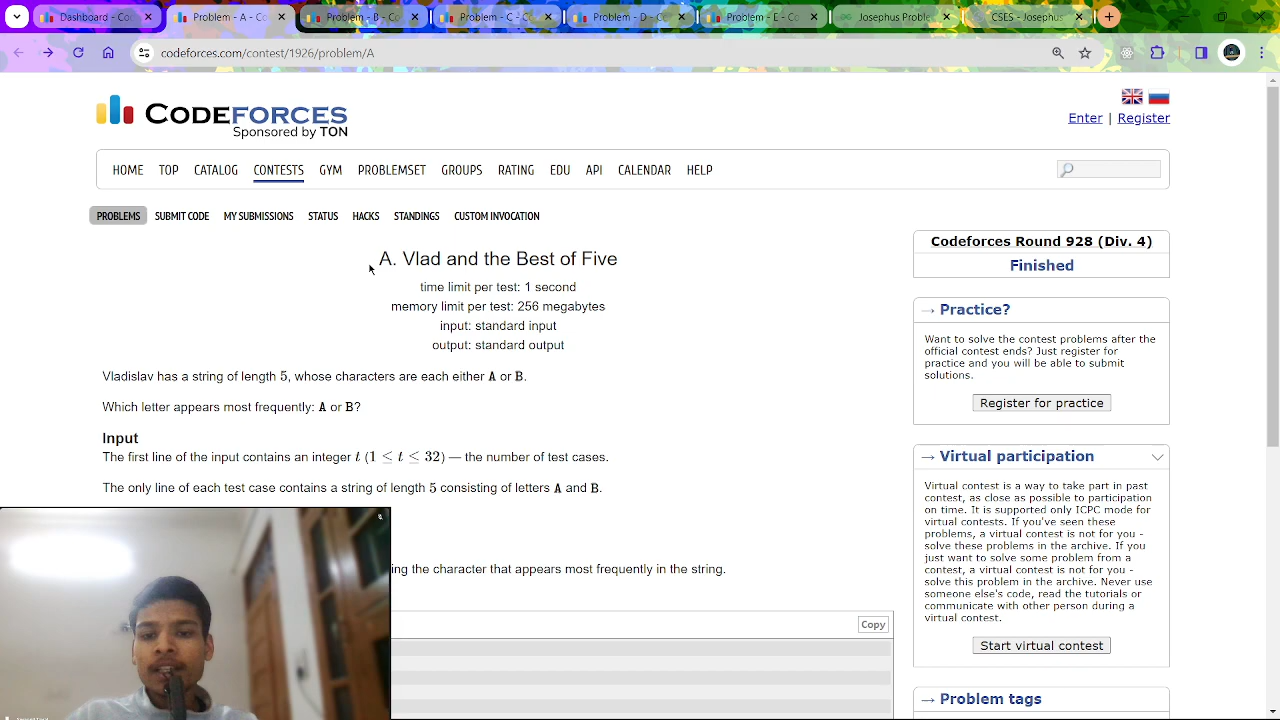 Dashboard - Co
Problem - A - Co
Problem - B - Co
Problem - C - Co
Problem - D - Co
Problem - E - Co
Josephus Proble
CSES - Josephus
codeforces.com/contest/1926/problem/A
CODEFORCES
Sponsored by TON
Enter | Register
HOME TOP CATALOG CONTESTS GYM PROBLEMSET GROUPS RATING EDU API CALENDAR HELP
PROBLEMS SUBMIT CODE MY SUBMISSIONS STATUS HACKS STANDINGS CUSTOM INVOCATION
A. Vlad and the Best of Five
time limit per test: 1 second
memory limit per test: 256 megabytes
input: standard input
output: standard output
Vladislav has a string of length 5, whose characters are each either A or B.
Which letter appears most frequently: A or B?
Input
The first line of the input contains an integer t (1 ≤ t ≤ 32) — the number of test cases.
The only line of each test case contains a string of length 5 consisting of letters A and B.
ing the character that appears most frequently in the string.
Copy
Codeforces Round 928 (Div. 4)
Finished
→ Practice?
Want to solve the contest problems after the
official contest ends? Just register for
practice and you will be able to submit
solutions.
Register for practice
→ Virtual participation
Virtual contest is a way to take part in past
contest, as close as possible to participation
on time. It is supported only ICPC mode for
virtual contests. If you've seen these
problems, a virtual contest is not for you -
solve these problems in the archive. If you
just want to solve some problem from a
contest, a virtual contest is not for you -
solve this problem in the archive. Never use
someone else's code, read the tutorials or
communicate with other person during a
virtual contest.
Start virtual contest
→ Problem tags